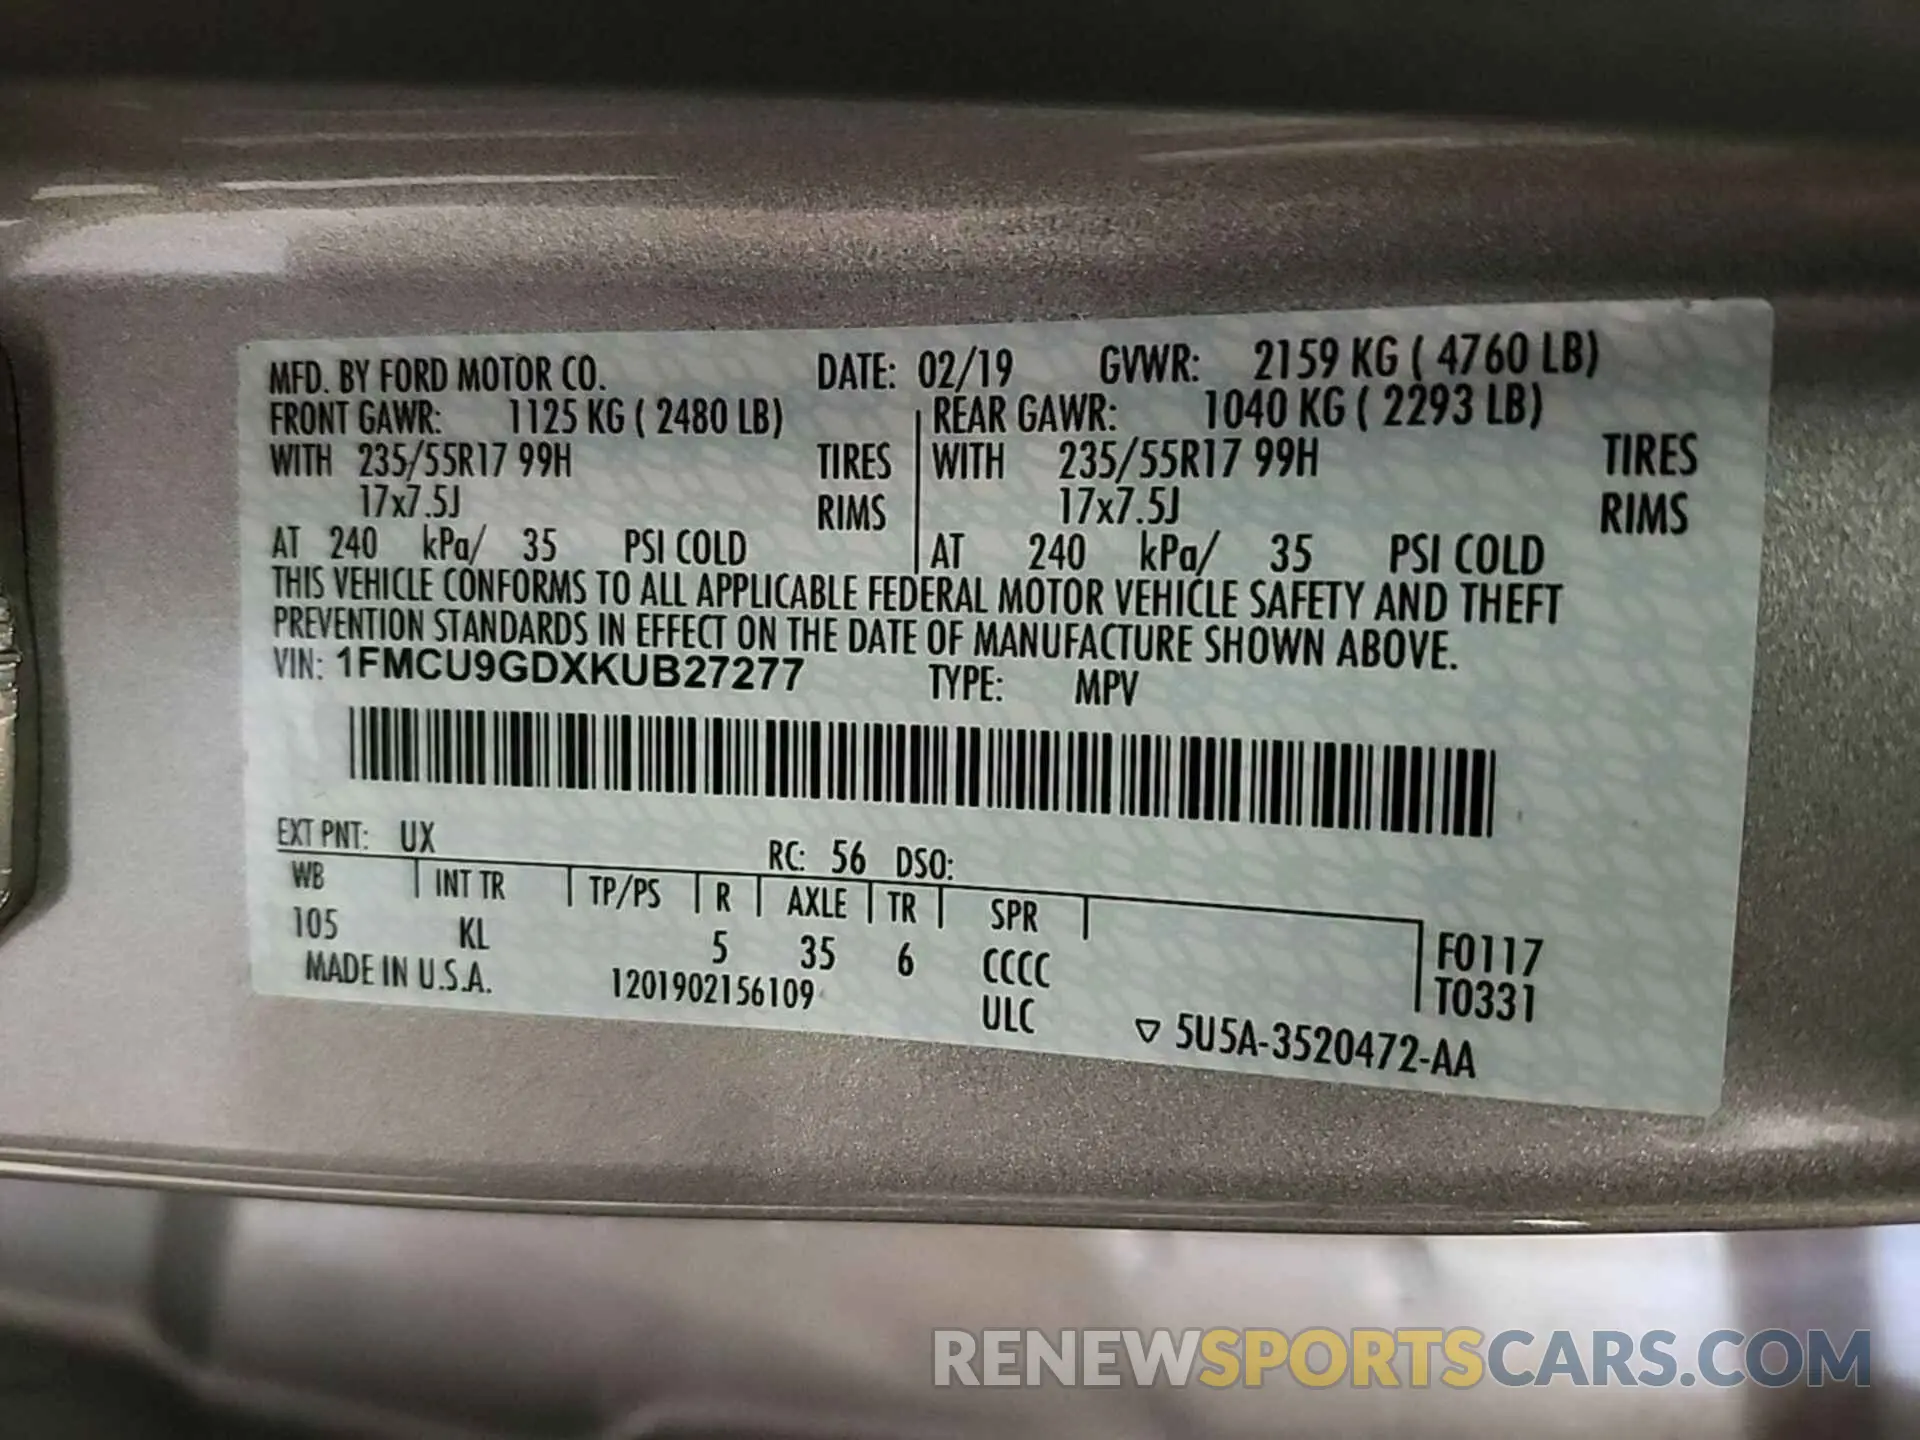 MFD. BY FORD MOTOR CO. DATE: 02/19 GVWR: 2159 KG ( 4760 LB)
FRONT GAWR: 1125 KG ( 2480 LB) REAR GAWR: 1040 KG ( 2293 LB)
WITH 235/55R17 99H TIRES WITH 235/55R17 99H TIRES
17x7.5J RIMS 17x7.5J RIMS
AT 240 kPa/ 35 PSI COLD AT 240 kPa/ 35 PSI COLD
THIS VEHICLE CONFORMS TO ALL APPLICABLE FEDERAL MOTOR VEHICLE SAFETY AND THEFT
PREVENTION STANDARDS IN EFFECT ON THE DATE OF MANUFACTURE SHOWN ABOVE.
VIN: 1FMCU9GDXKUB27277 TYPE: MPV
EXT PNT: UX RC: 56 DSO:
WB INT TR TP/PS R AXLE TR SPR
105 KL 5 35 6 CCCC F0117
MADE IN U.S.A. 1201902156109 ULC T0331
▽ 5U5A-3520472-AA
RENEWSPORTSCARS.COM